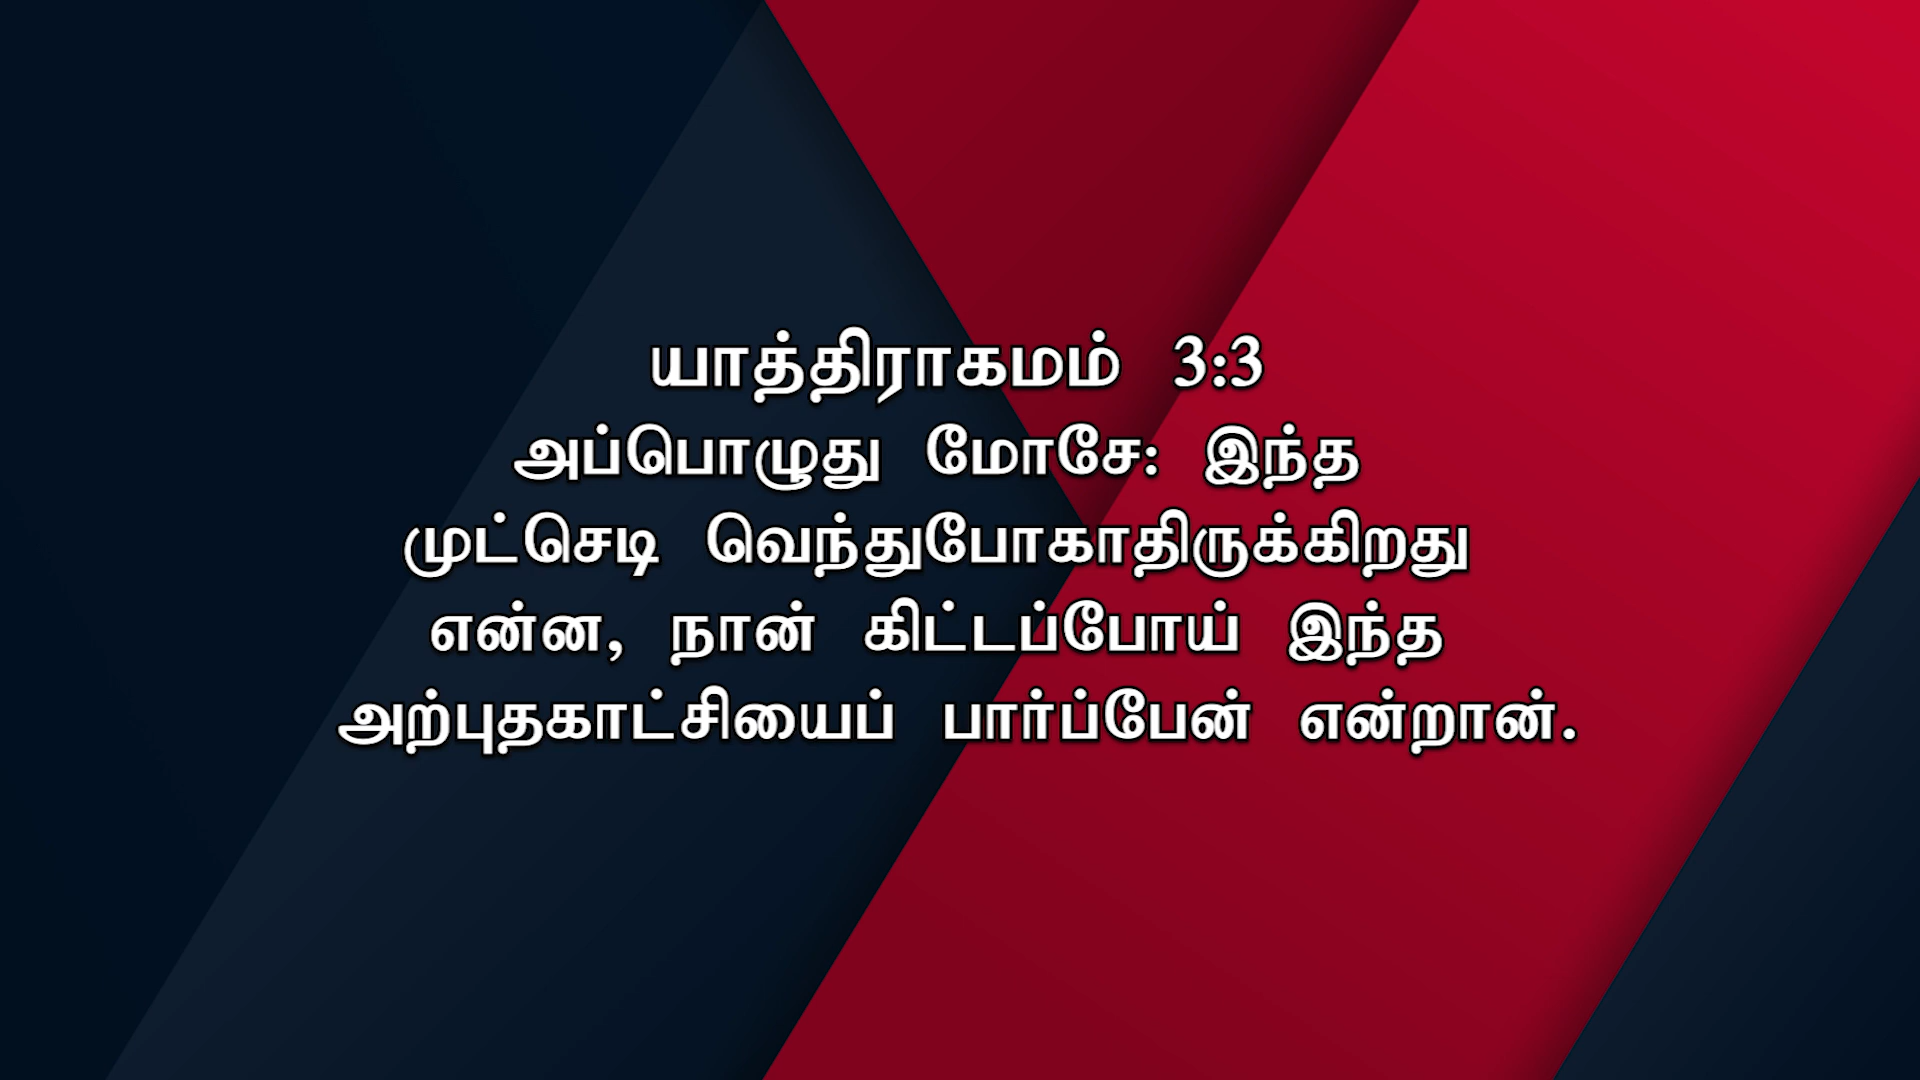 யாத்திராகமம் 3:3
அப்பொழுது மோசே: இந்த
முட்செடி வெந்துபோகாதிருக்கிறது
என்ன, நான் கிட்டப்போய் இந்த
அற்புதகாட்சியைப் பார்ப்பேன் என்றான்.